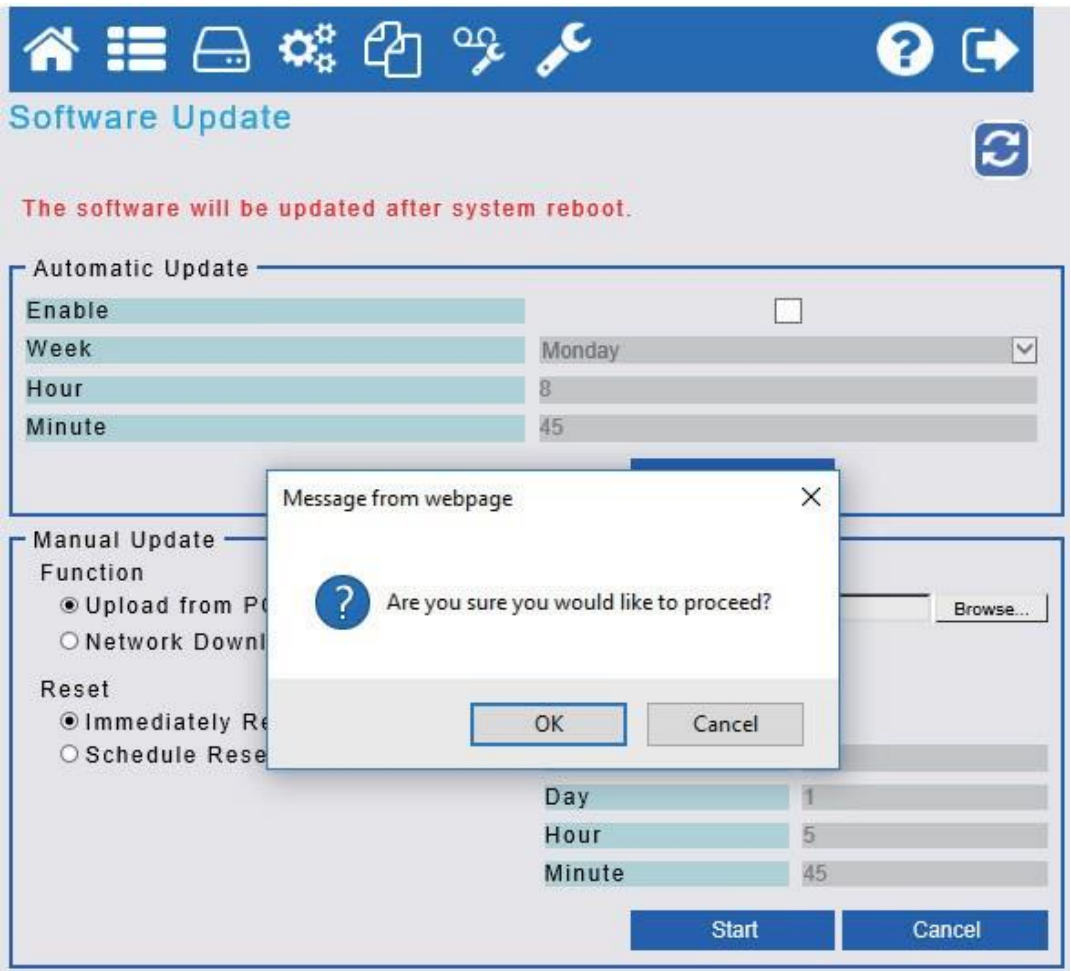 Software Update
The software will be updated after system reboot.
Automatic Update
Enable
Week Monday
Hour 8
Minute 45
Message from webpage
Are you sure you would like to proceed?
OK Cancel
Manual Update
Function
Upload from
Browse...
Network
Reset
Immediately
Schedule
Day 1
Hour 5
Minute 45
Start Cancel